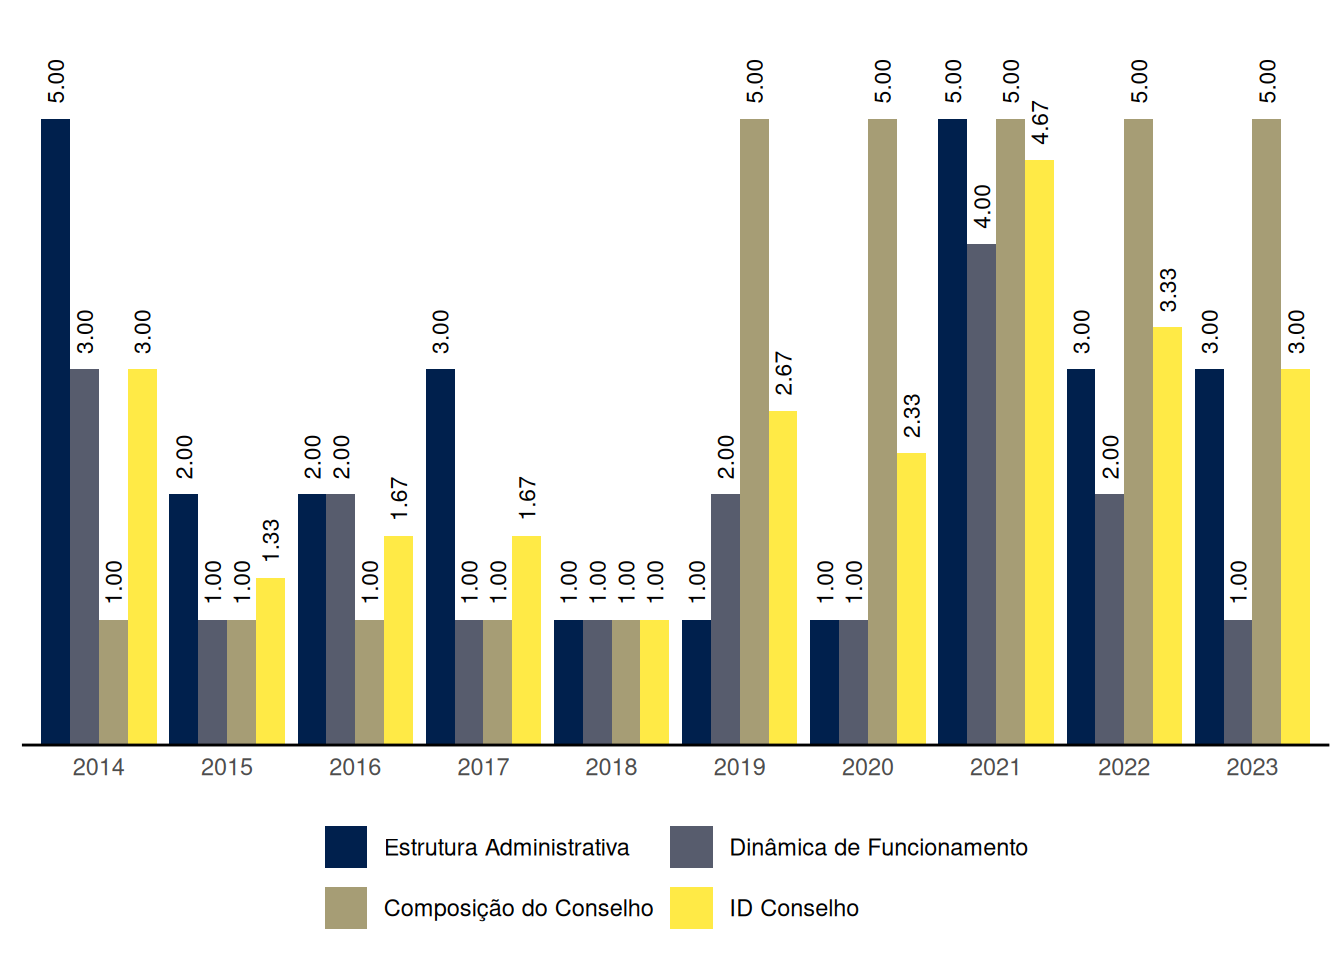 5.00 3.00 1.00 3.00 2.00 1.00 1.00 1.33 2.00 2.00 1.00 1.67 3.00 1.00 1.00 1.67 1.00 1.00 1.00 1.00 1.00 2.00 5.00 2.67 1.00 1.00 5.00 2.33 5.00 4.00 5.00 4.67 3.00 2.00 5.00 3.33 3.00 1.00 5.00 3.00
2014 2015 2016 2017 2018 2019 2020 2021 2022 2023
Estrutura Administrativa Dinâmica de Funcionamento
Composição do Conselho ID Conselho